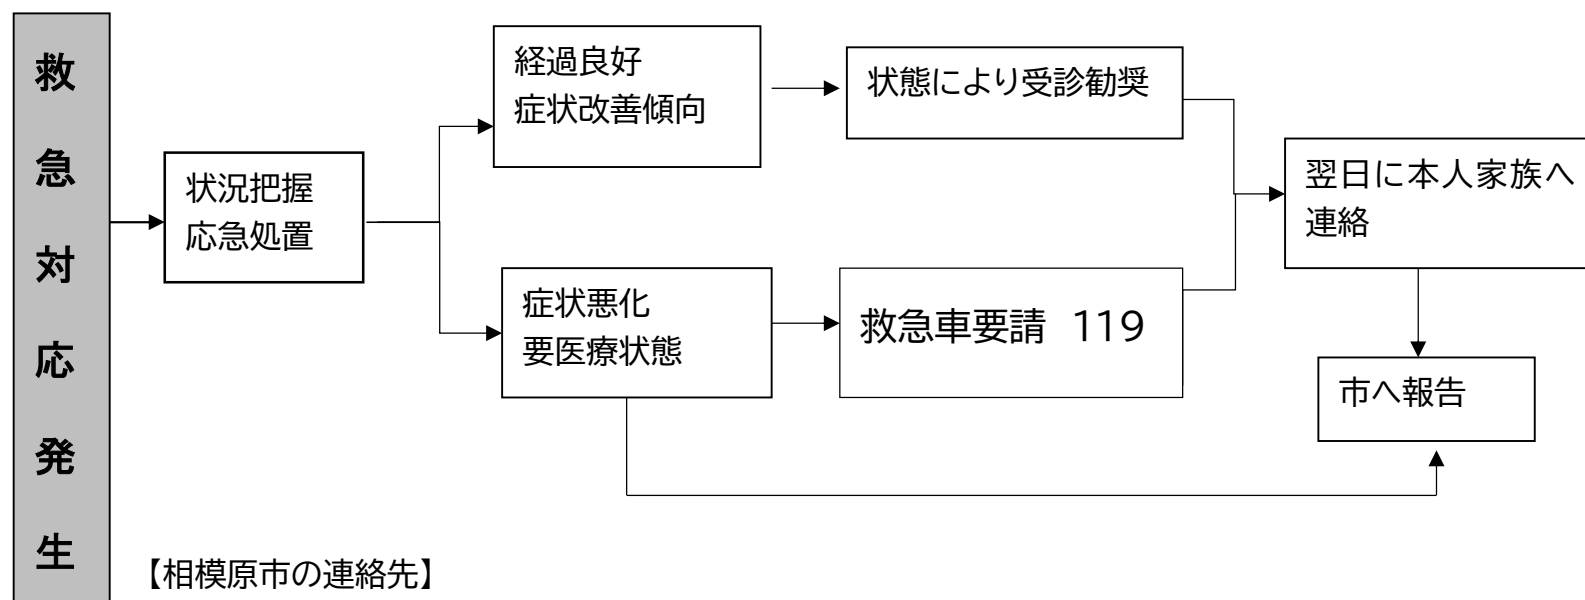 救急対応発生
状況把握
応急処置
経過良好
症状改善傾向
状態により受診勧奨
症状悪化
要医療状態
救急車要請　119
翌日に本人家族へ
連絡
市へ報告
【相模原市の連絡先】